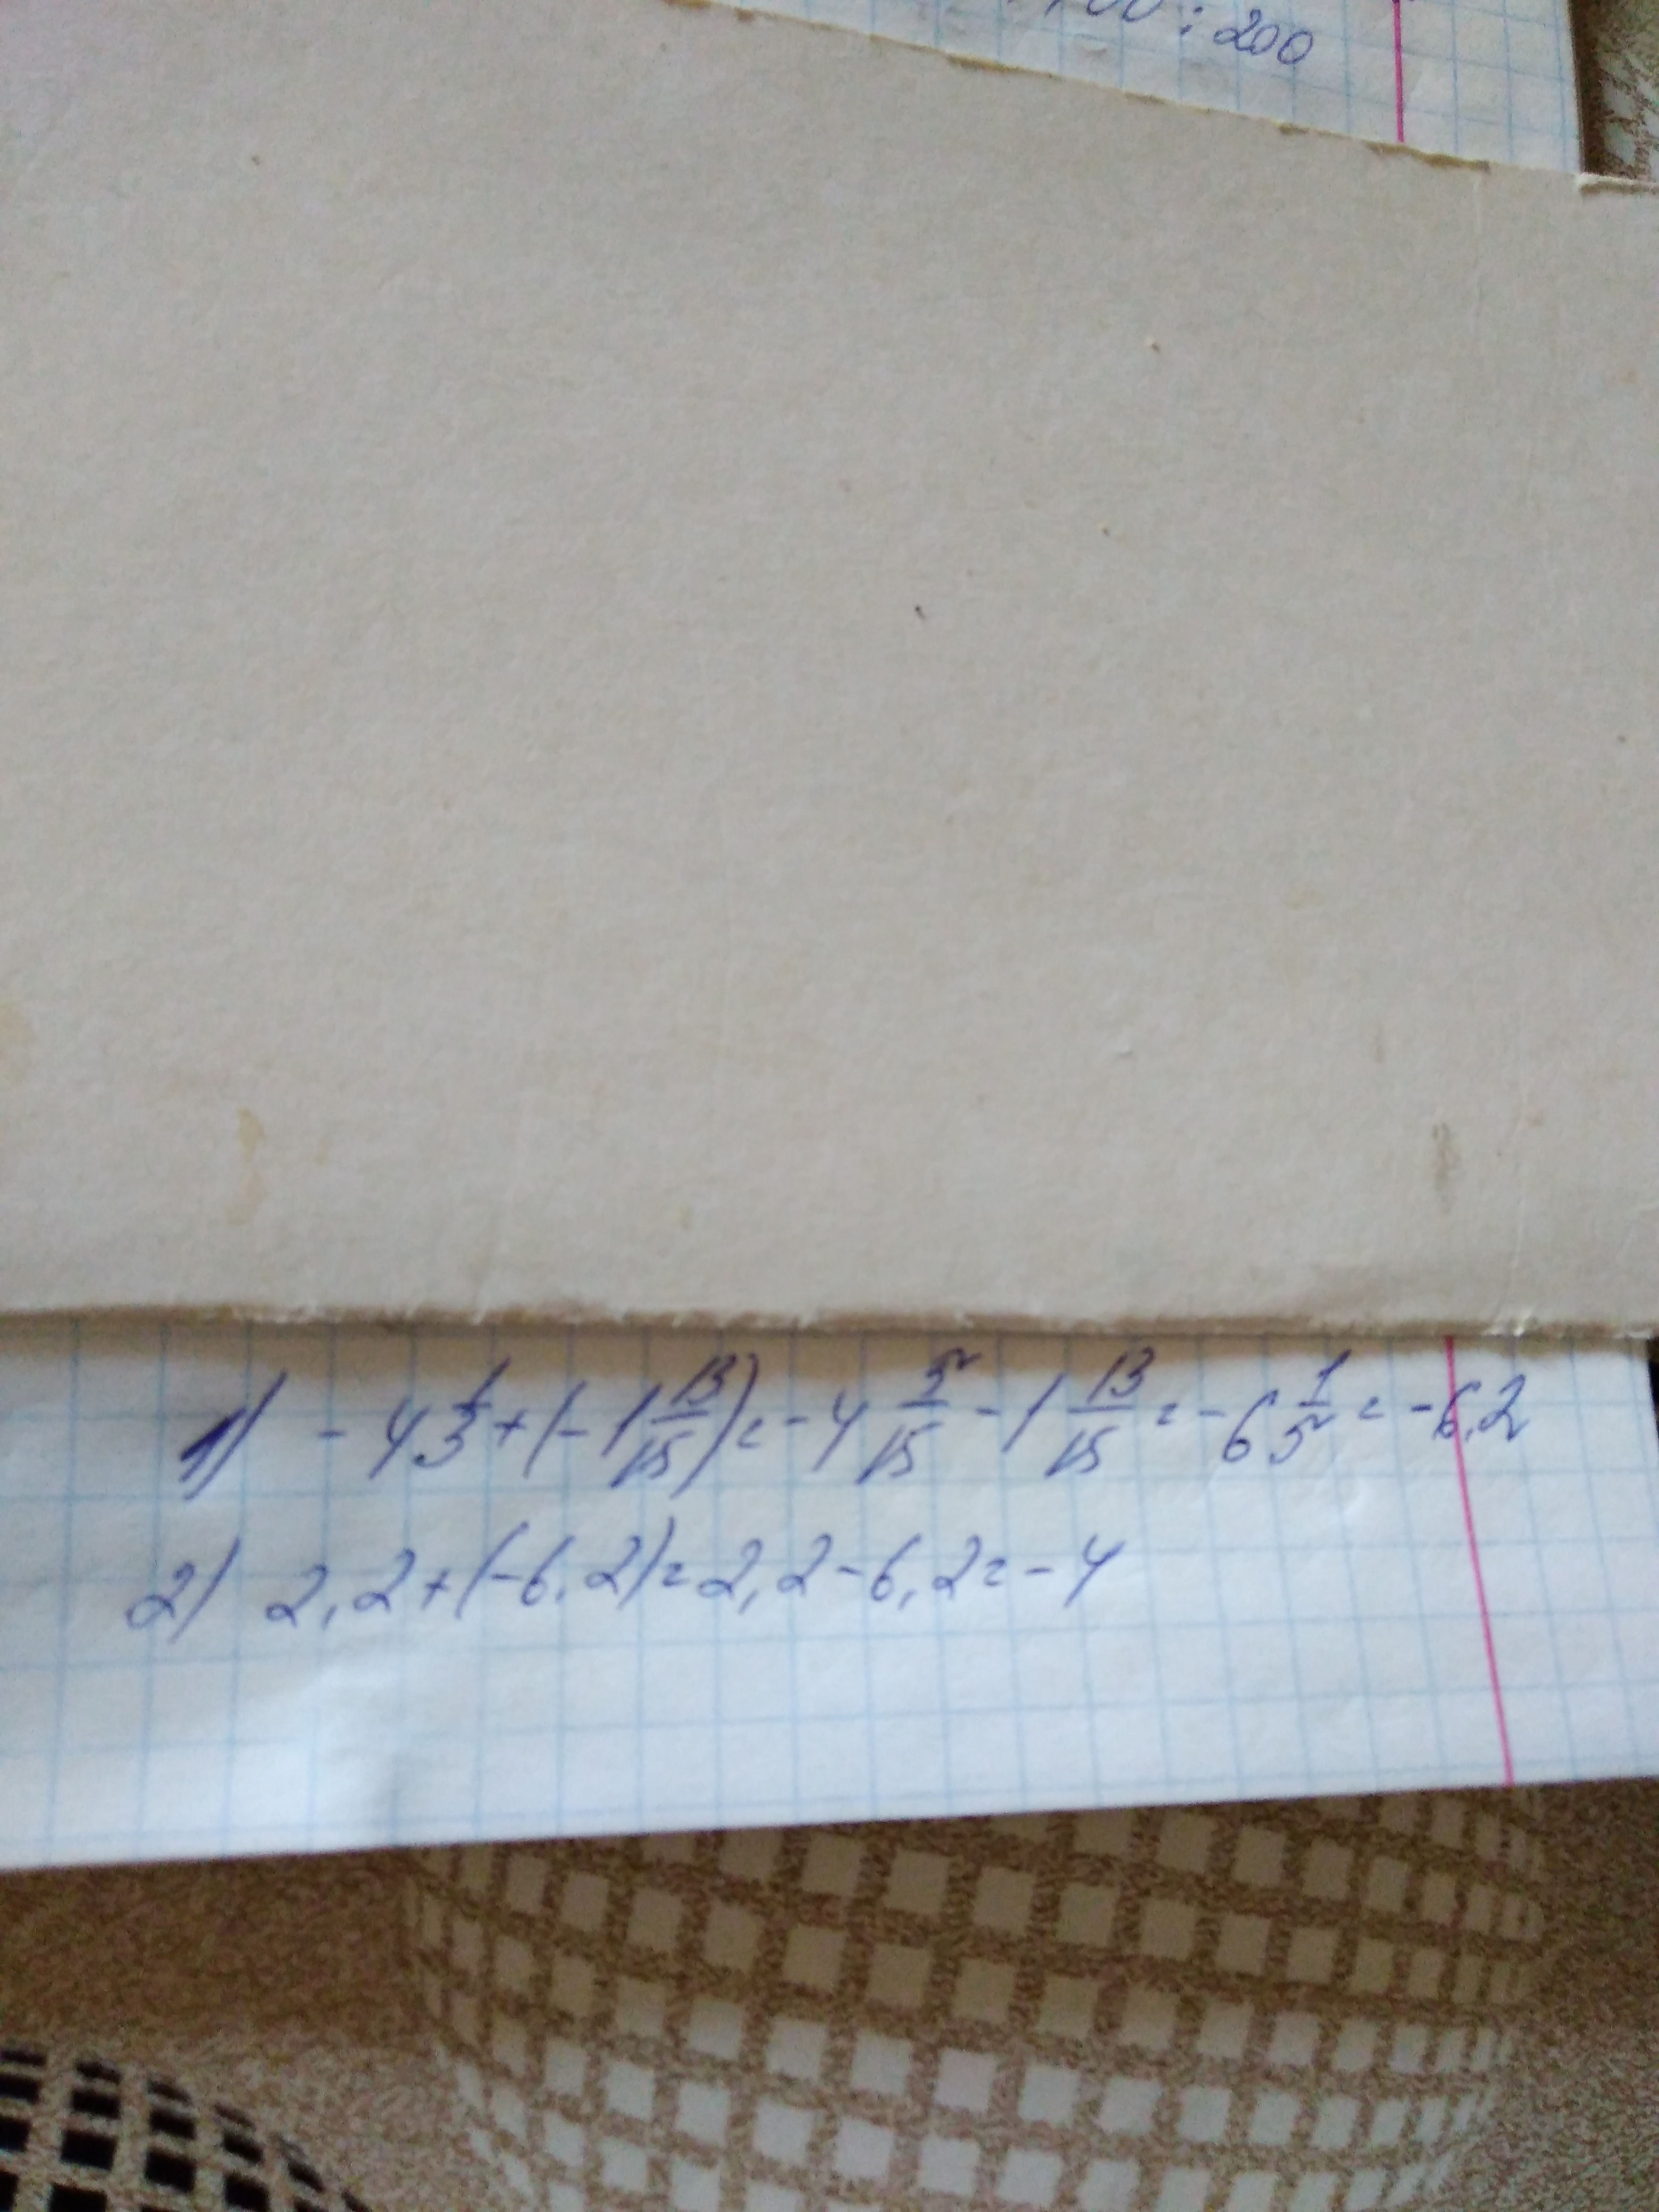 : 200
1) - 4 1/3 + (- 1 13/15) = - 4 5/15 - 1 13/15 = - 6 1/5 = - 6,2
2) 2,2 + (-6,2) = 2,2 - 6,2 = - 4